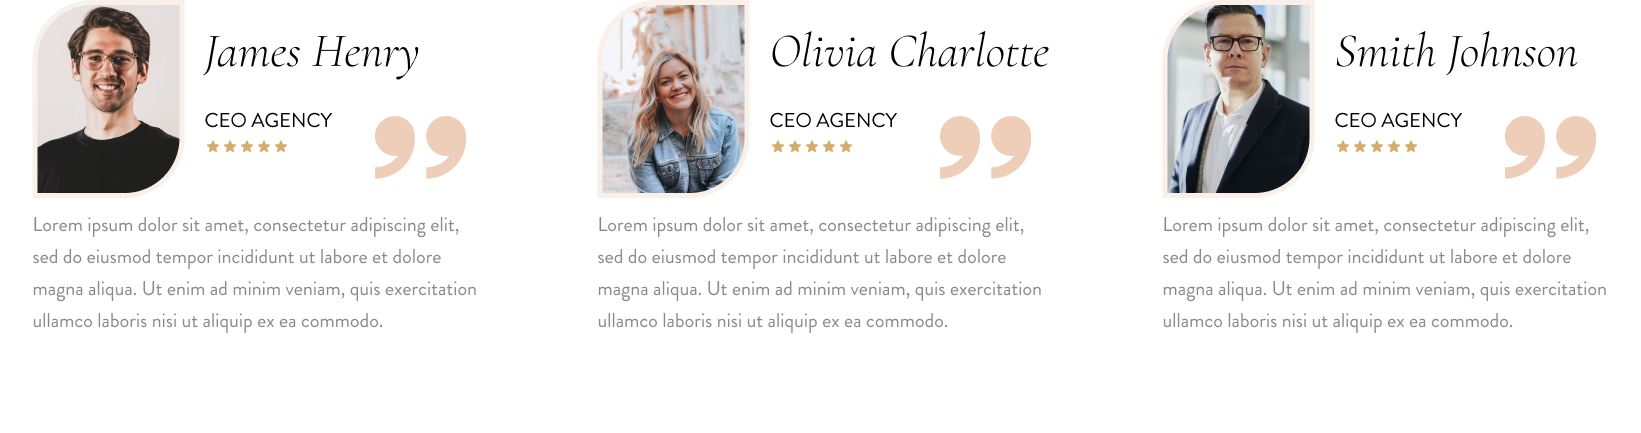 James Henry
CEO AGENCY
Lorem ipsum dolor sit amet, consectetur adipiscing elit,
sed do eiusmod tempor incididunt ut labore et dolore
magna aliqua. Ut enim ad minim veniam, quis exercitation
ullamco laboris nisi ut aliquip ex ea commodo.
Olivia Charlotte
CEO AGENCY
Lorem ipsum dolor sit amet, consectetur adipiscing elit,
sed do eiusmod tempor incididunt ut labore et dolore
magna aliqua. Ut enim ad minim veniam, quis exercitation
ullamco laboris nisi ut aliquip ex ea commodo.
Smith Johnson
CEO AGENCY
Lorem ipsum dolor sit amet, consectetur adipiscing elit,
sed do eiusmod tempor incididunt ut labore et dolore
magna aliqua. Ut enim ad minim veniam, quis exercitation
ullamco laboris nisi ut aliquip ex ea commodo.